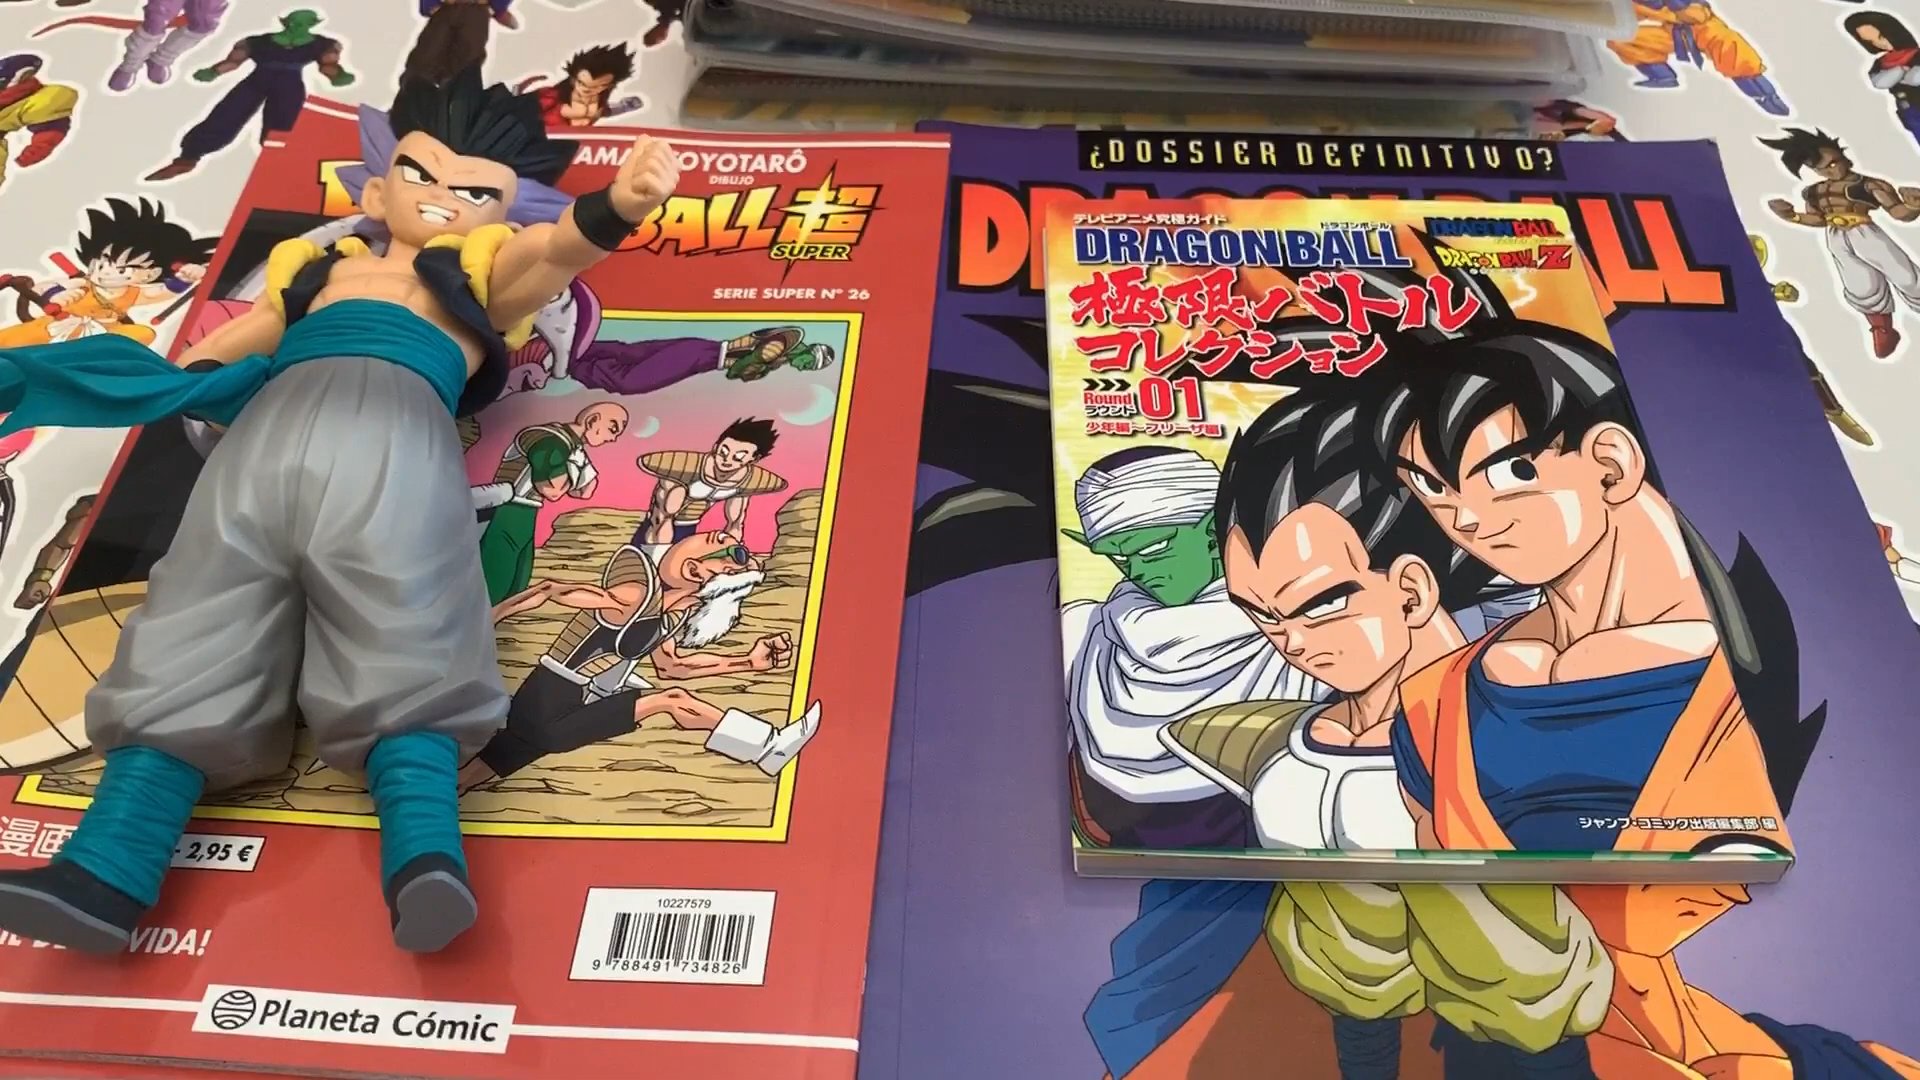 AMA
TOYOTARÔ
DIBUJO
BALL超
SUPER
SERIE SUPER Nº 26
漫画
2,95 €
VIDA!
10227579
9 788491 734826
Planeta Cómic
¿DOSSIER DEFINITIVO?
DRAGON BALL
テレビアニメ究極ガイド
ドラゴンボール
DRAGON BALL
極限バトル
コレクション
DRAGON BALL
DRAGON BALL Z
>>>
Round
ラウンド
01
少年編〜フリーザ編
ジャンプ・コミック出版編集部 編